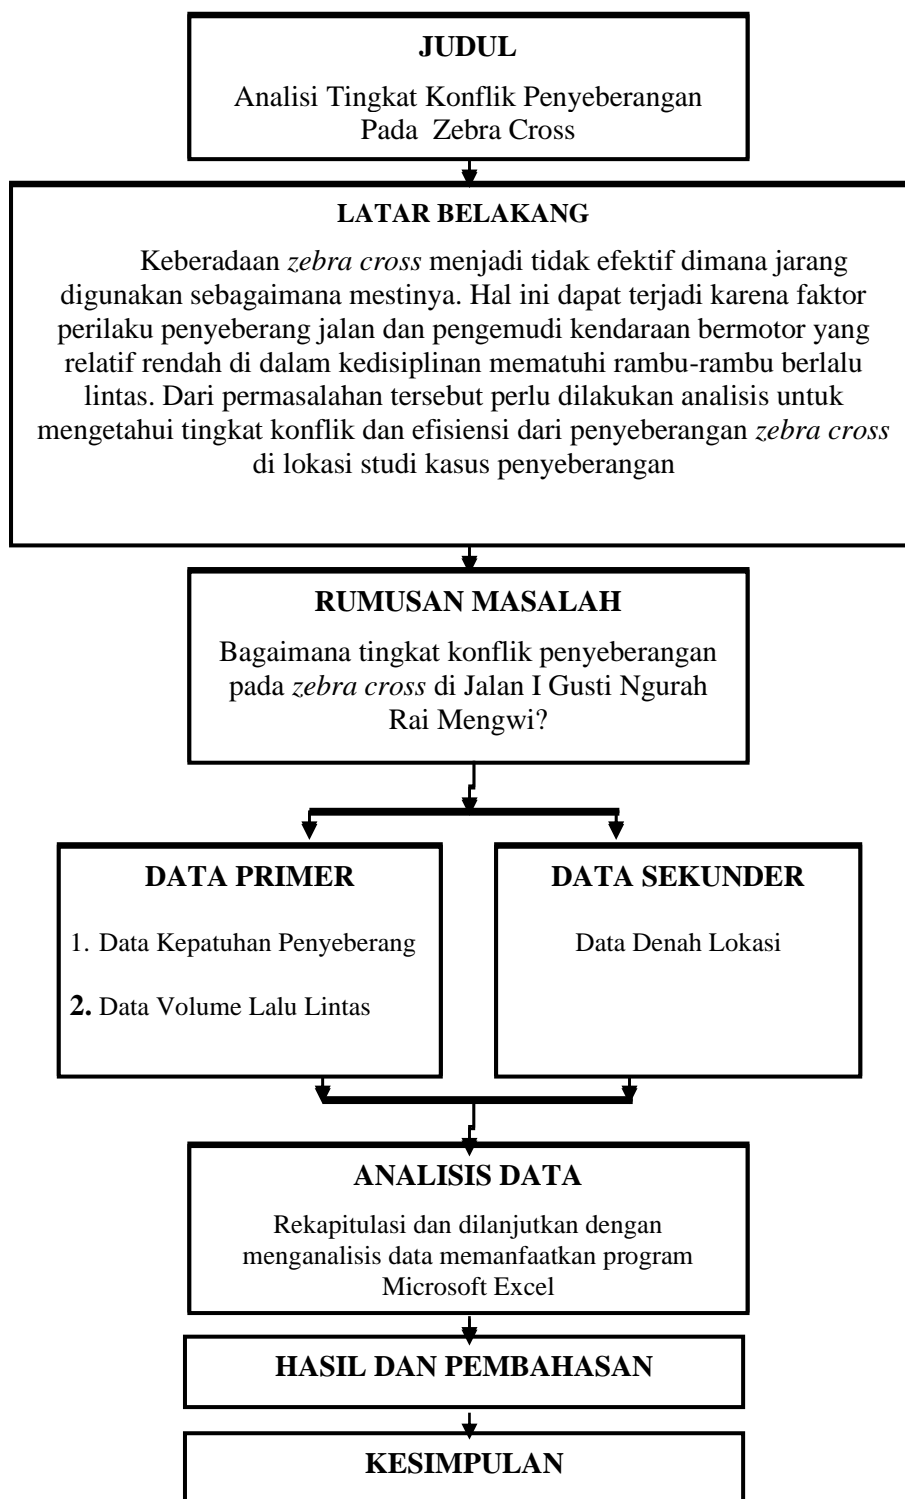 JUDUL
Analisi Tingkat Konflik Penyeberangan
Pada Zebra Cross
LATAR BELAKANG
Keberadaan zebra cross menjadi tidak efektif dimana jarang
digunakan sebagaimana mestinya. Hal ini dapat terjadi karena faktor
perilaku penyeberang jalan dan pengemudi kendaraan bermotor yang
relatif rendah di dalam kedisiplinan mematuhi rambu-rambu berlalu
lintas. Dari permasalahan tersebut perlu dilakukan analisis untuk
mengetahui tingkat konflik dan efisiensi dari penyeberangan zebra cross
di lokasi studi kasus penyeberangan
RUMUSAN MASALAH
Bagaimana tingkat konflik penyeberangan
pada zebra cross di Jalan I Gusti Ngurah
Rai Mengwi?
DATA PRIMER
1. Data Kepatuhan Penyeberang
2. Data Volume Lalu Lintas
DATA SEKUNDER
Data Denah Lokasi
ANALISIS DATA
Rekapitulasi dan dilanjutkan dengan
menganalisis data memanfaatkan program
Microsoft Excel
HASIL DAN PEMBAHASAN
KESIMPULAN